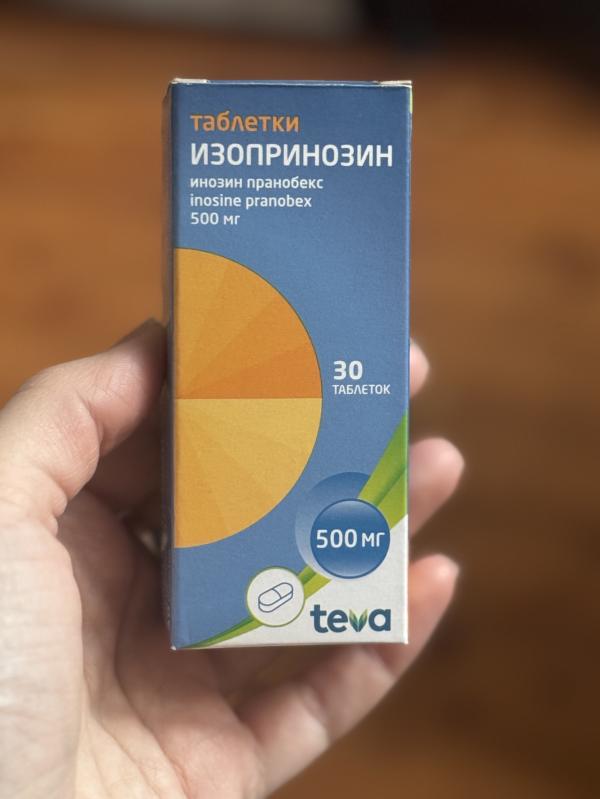 таблетки
ИЗОПРИНОЗИН
инозин пранобекс
inosine pranobex
500 мг
30
ТАБЛЕТОК
500 мг
teva